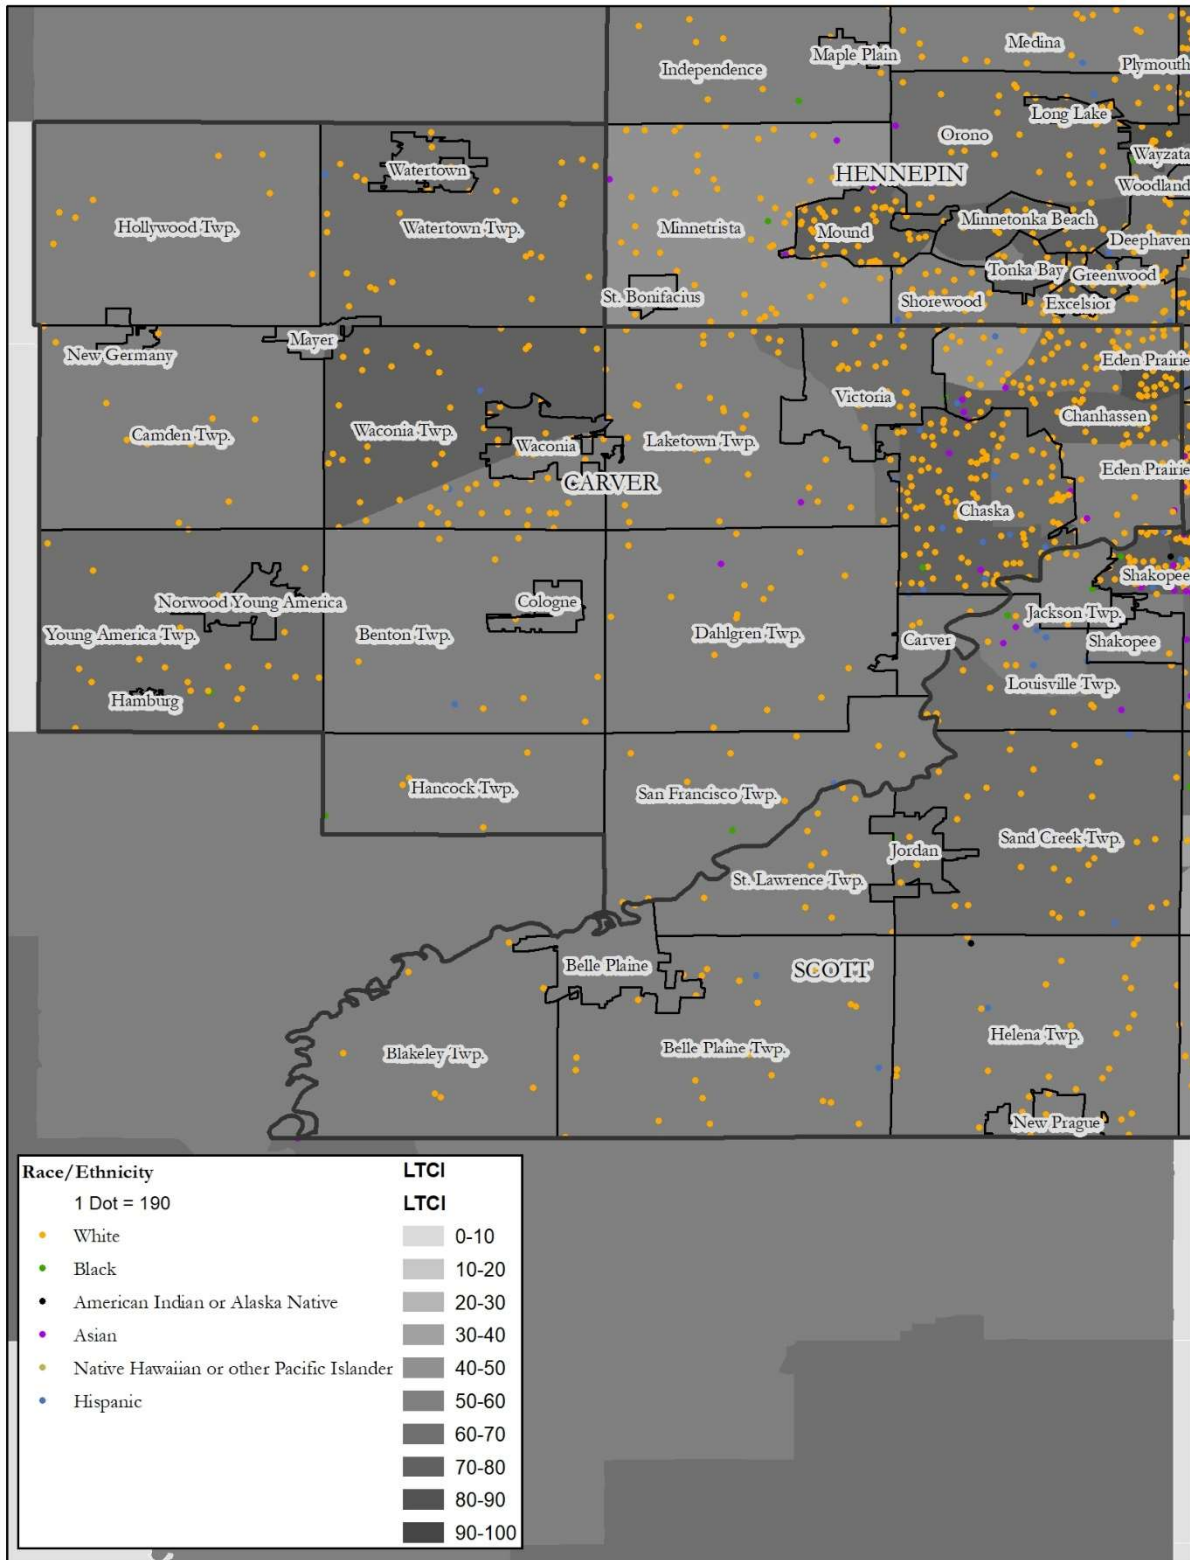 Maple Plain
Medina
Independence
Plymouth
Long Lake
Orono
Wayzata
Watertown
HENNEPIN
Woodland
Hollywood Twp.
Watertown Twp.
Minnetrista
Mound
Minnetonka Beach
Deephaven
Tonka Bay
Greenwood
St. Bonifacius
Shorewood
Excelsior
Mayer
New Germany
Eden Prairie
Victoria
Chanhassen
Camden Twp.
Waconia Twp.
Waconia
Laketown Twp.
Eden Prairie
CARVER
Chaska
Shakopee
Norwood Young America
Cologne
Jackson Twp.
Young America Twp.
Benton Twp.
Dahlgren Twp.
Carver
Shakopee
Hamburg
Louisville Twp.
Hancock Twp.
San Francisco Twp.
Jordan
Sand Creek Twp.
St. Lawrence Twp.
Belle Plaine
SCOTT
Blakeley Twp.
Belle Plaine Twp.
Helena Twp.
New Prague
Race/Ethnicity
1 Dot = 190
White
Black
American Indian or Alaska Native
Asian
Native Hawaiian or other Pacific Islander
Hispanic
LTCI
LTCI
0-10
10-20
20-30
30-40
40-50
50-60
60-70
70-80
80-90
90-100